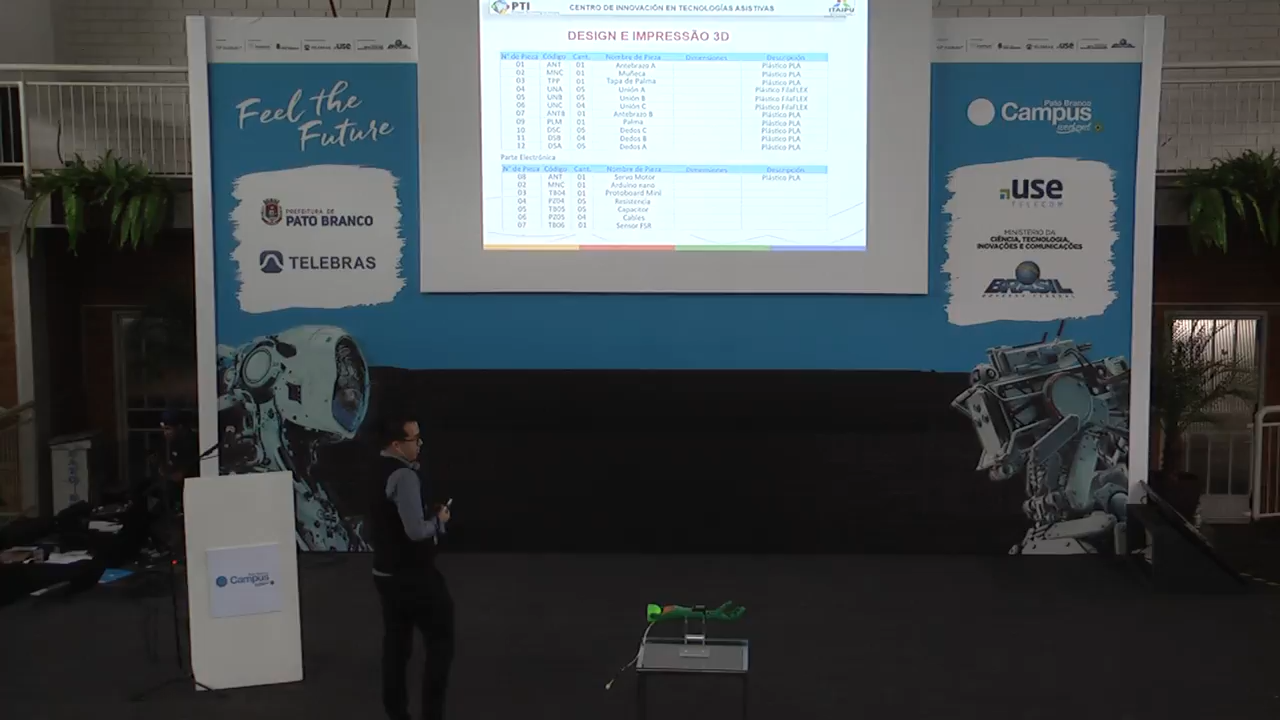 PTI
CENTRO DE INNOVACIÓN EN TECNOLOGÍAS ASISTIVAS
ITAIPU
DESIGN E IMPRESSÃO 3D
N° de Pieza Código Cant. Nombre de Pieza Dimensiones Descripción
01 ANT 01 Antebrazo A Plástico PLA
02 MNC 01 Muñeca Plástico PLA
03 TPP 01 Tapa de Palma Plástico PLA
04 UNA 05 Unión A Plástico FilaFLEX
05 UNB 05 Unión B Plástico FilaFLEX
06 UNC 04 Unión C Plástico FilaFLEX
07 ANTB 01 Antebrazo B Plástico PLA
09 PLM 01 Palma Plástico PLA
10 DSC 05 Dedos C Plástico PLA
11 DSB 04 Dedos B Plástico PLA
12 DSA 05 Dedos A Plástico PLA
Parte Electrónica
N° de Pieza Código Cant. Nombre de Pieza Dimensiones Descripción
08 ANT 01 Servo Motor Plástico PLA
02 MNC 01 Arduino nano
03 TB04 01 Protoboard Mini
04 PZ04 05 Resistencia
05 TB05 05 Capacitor
06 PZ05 04 Cables
07 TB06 01 Sensor FSR
Feel the
Future
PREFEITURA DE
PATO BRANCO
TELEBRAS
Pato Branco
Campus
use
TELECOM
MINISTÉRIO DA
CIÊNCIA, TECNOLOGIA,
INOVAÇÕES E COMUNICAÇÕES
BRASIL
GOVERNO FEDERAL
Campus